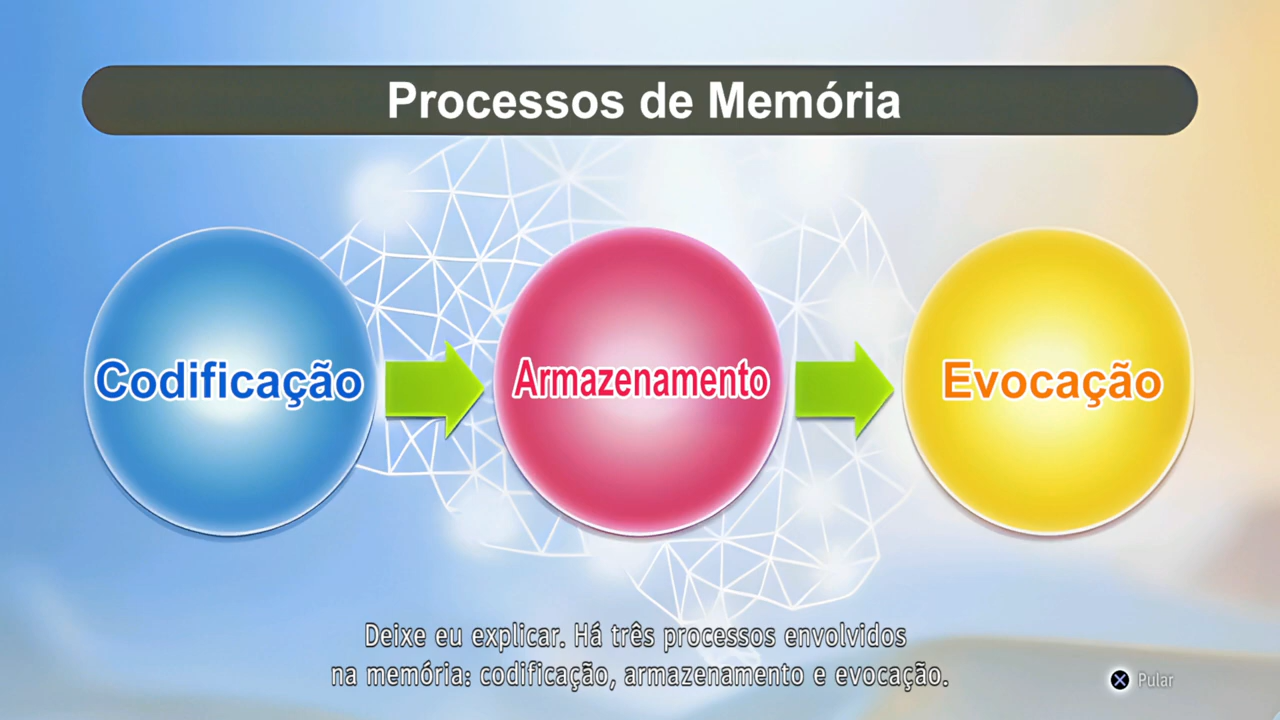 Processos de Memória
Codificação
Armazenamento
Evocação
Deixe eu explicar. Há três processos envolvidos
na memória: codificação, armazenamento e evocação.
Pular